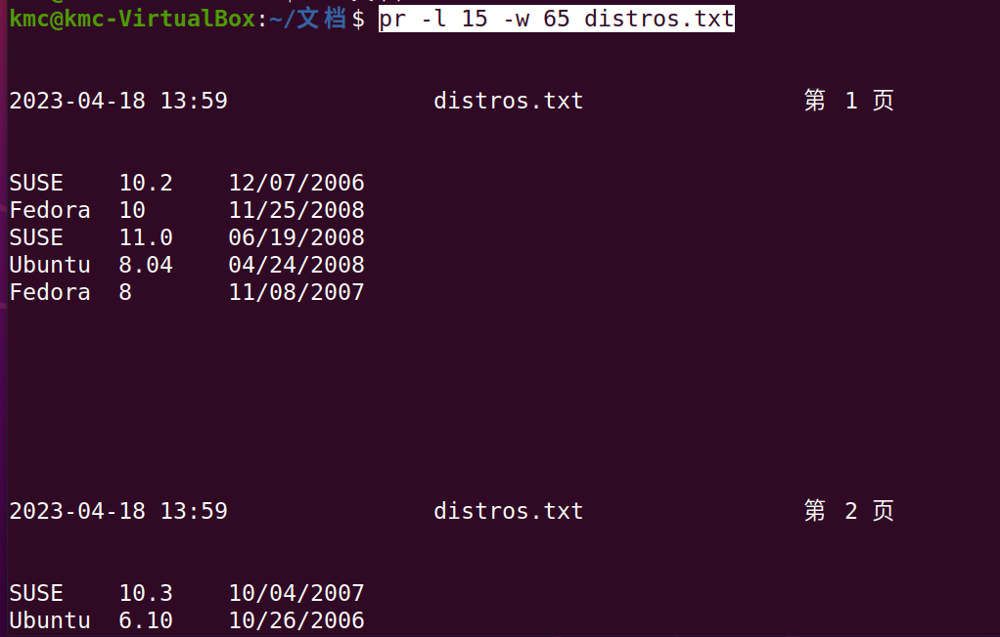 kmc@kmc-VirtualBox:~/文档$ pr -l 15 -w 65 distros.txt
2023-04-18 13:59 distros.txt 第 1 页
SUSE 10.2 12/07/2006
Fedora 10 11/25/2008
SUSE 11.0 06/19/2008
Ubuntu 8.04 04/24/2008
Fedora 8 11/08/2007
2023-04-18 13:59 distros.txt 第 2 页
SUSE 10.3 10/04/2007
Ubuntu 6.10 10/26/2006